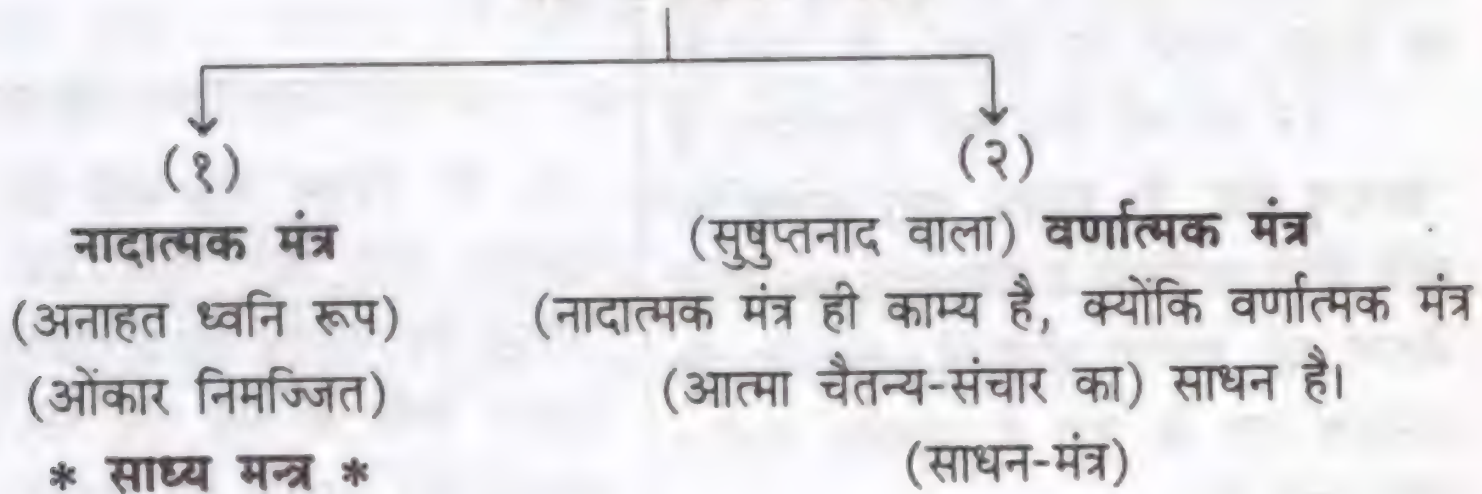 (१)
नादात्मक मंत्र
(अनाहत ध्वनि रूप)
(ओंकार निमज्जित)
* साध्य मन्त्र *
(२)
(सुषुप्तनाद वाला) वर्णात्मक मंत्र
(नादात्मक मंत्र ही काम्य है, क्योंकि वर्णात्मक मंत्र
(आत्मा चैतन्य-संचार का) साधन है।
(साधन-मंत्र)